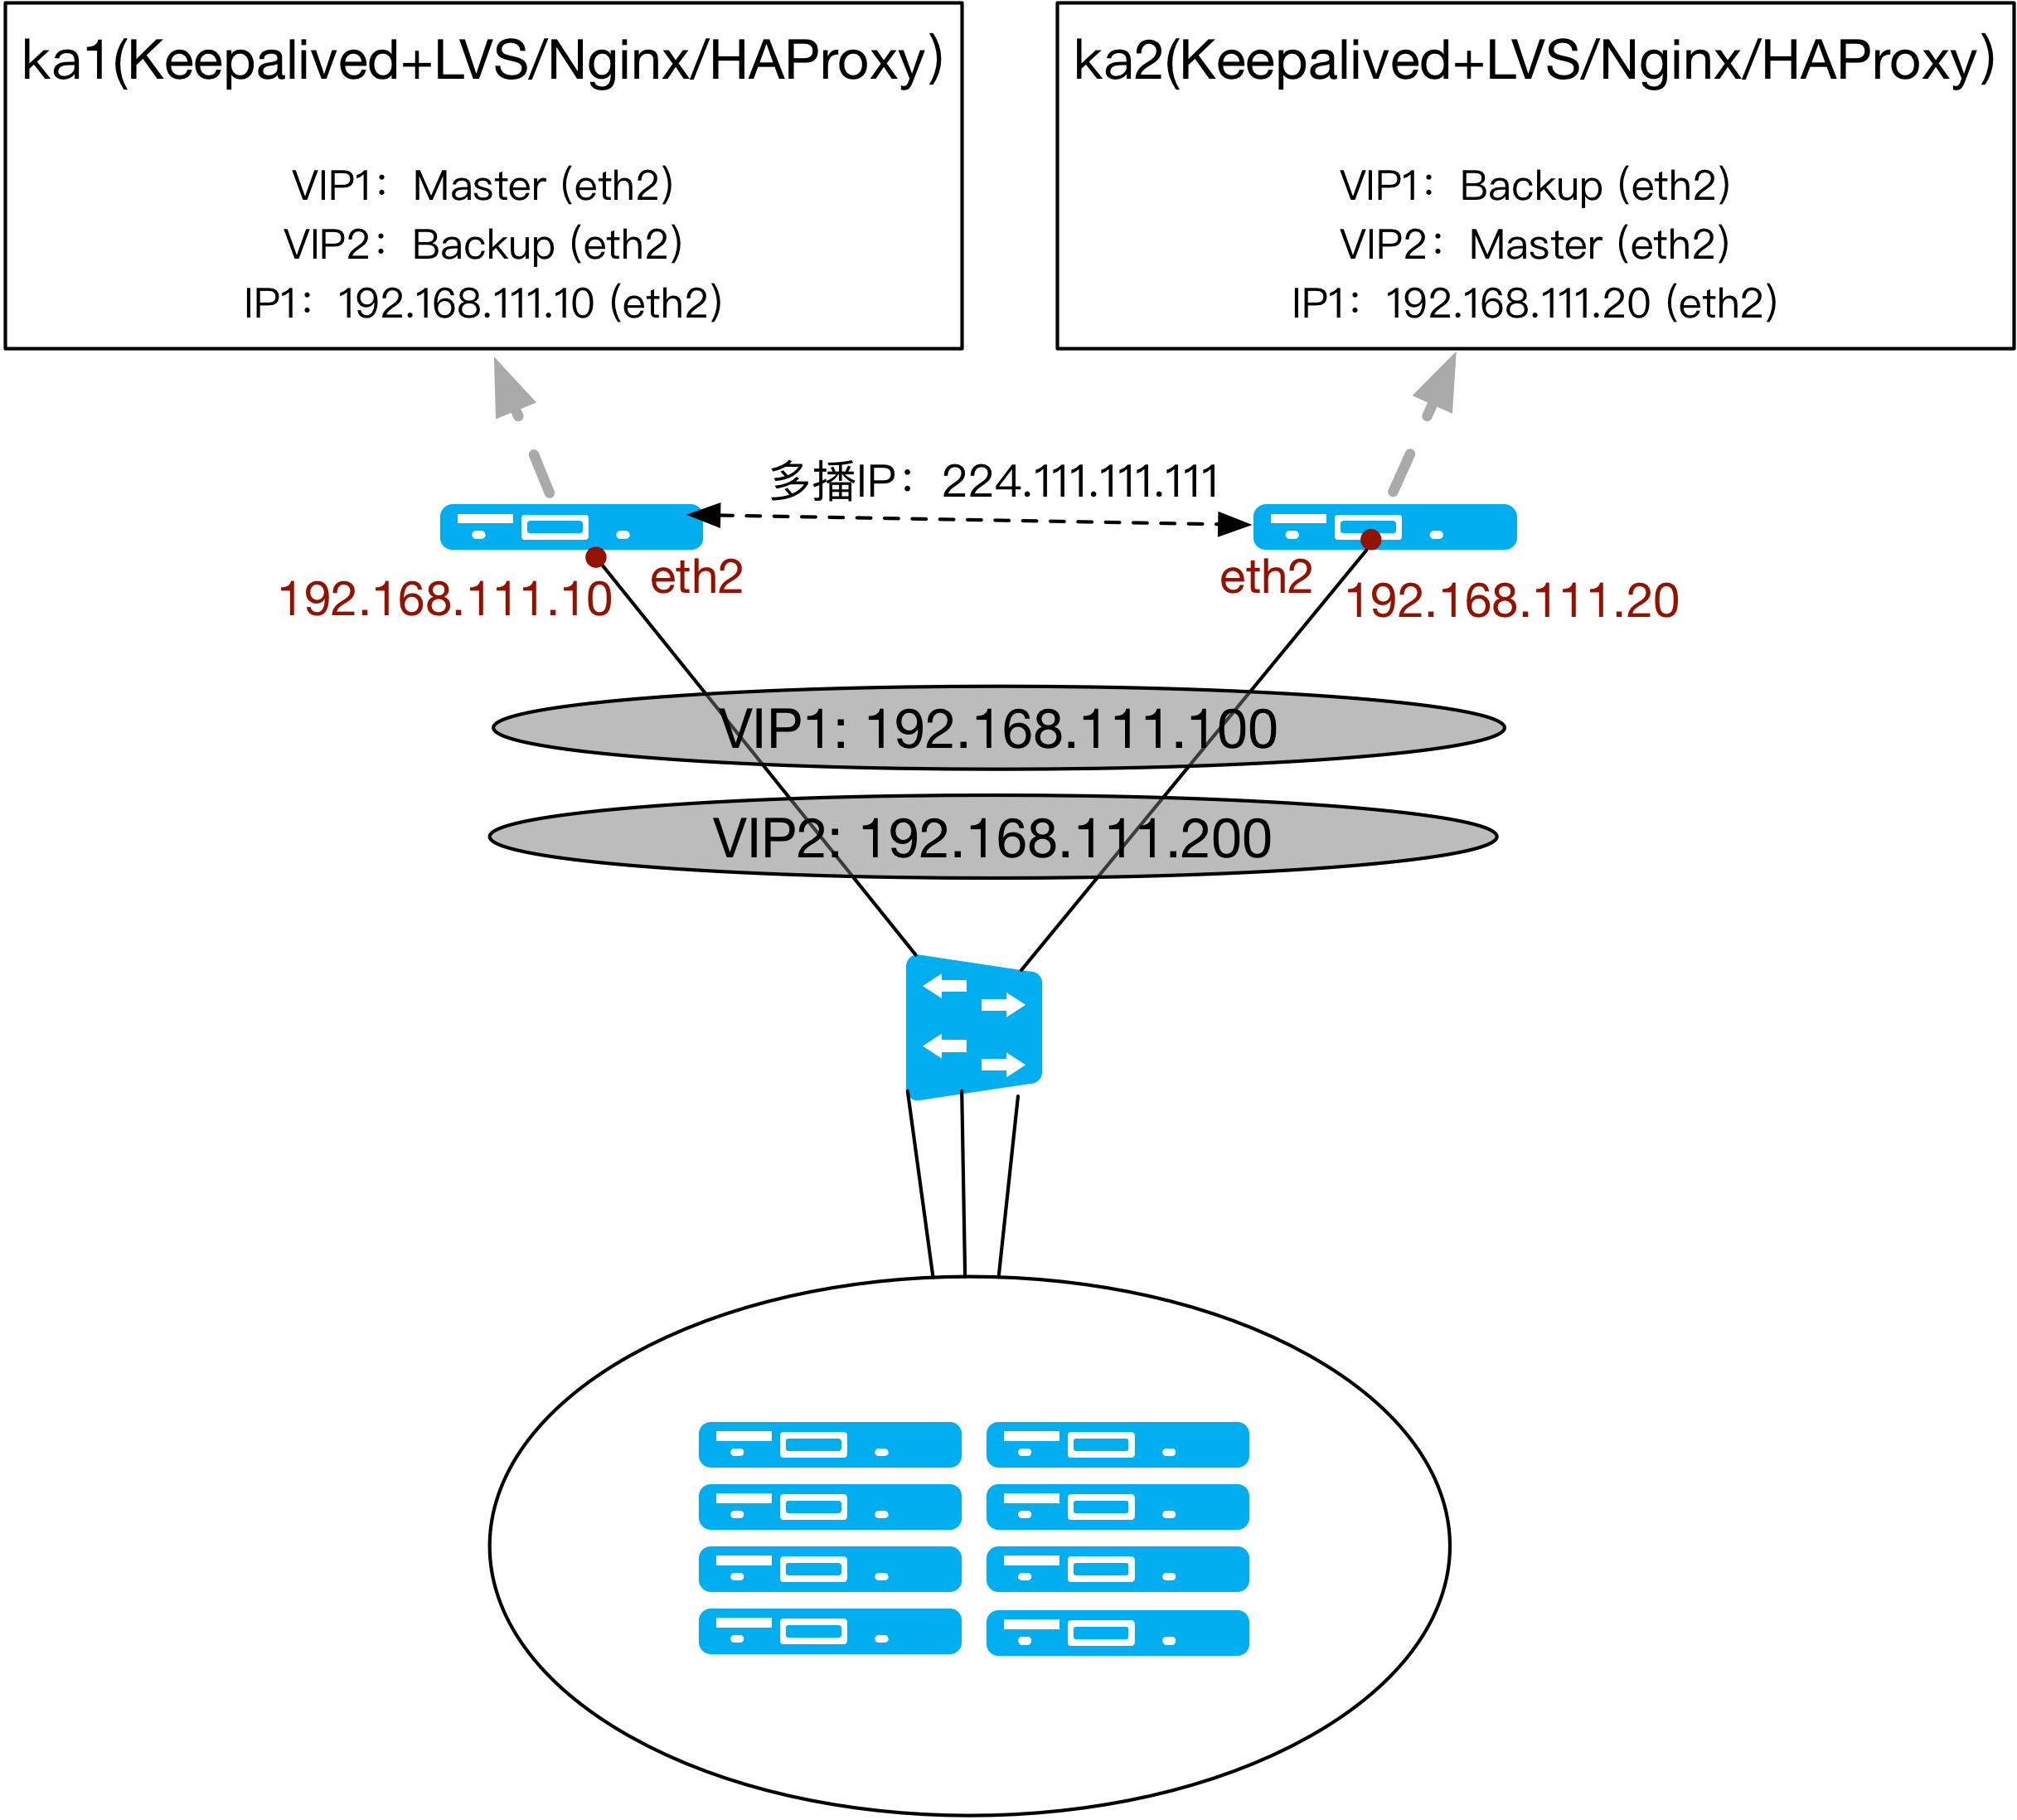 ka1(Keepalived+LVS/Nginx/HAProxy)
VIP1：Master (eth2)
VIP2：Backup (eth2)
IP1：192.168.111.10 (eth2)
ka2(Keepalived+LVS/Nginx/HAProxy)
VIP1：Backup (eth2)
VIP2：Master (eth2)
IP1：192.168.111.20 (eth2)
多播IP：224.111.111.111
192.168.111.10
eth2
eth2
192.168.111.20
VIP1: 192.168.111.100
VIP2: 192.168.111.200